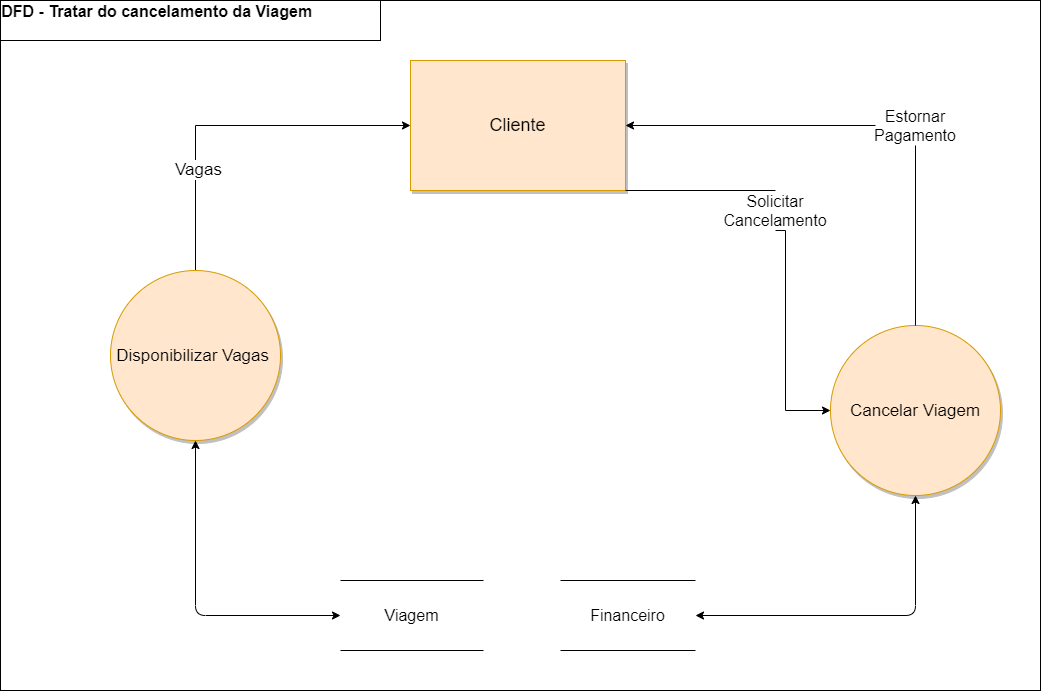 DFD - Tratar do cancelamento da Viagem
Cliente
Estornar
Pagamento
Vagas
Solicitar
Cancelamento
Disponibilizar Vagas
Cancelar Viagem
Viagem
Financeiro